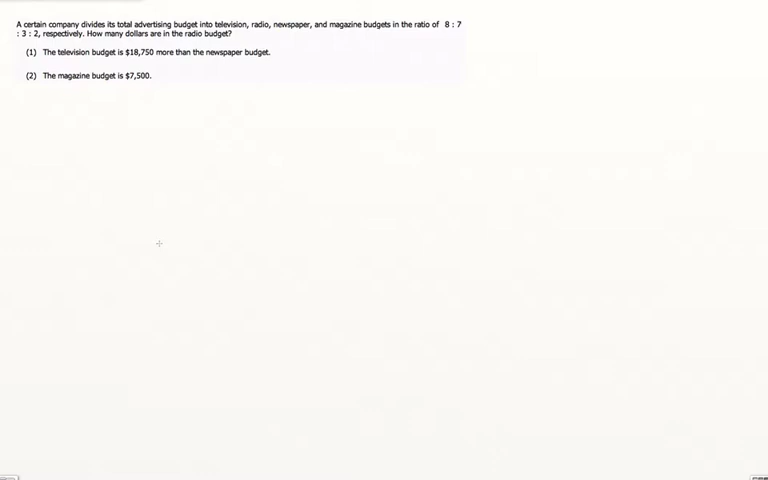 A certain company divides its total advertising budget into television, radio, newspaper, and magazine budgets in the ratio of 8 : 7
: 3 : 2, respectively. How many dollars are in the radio budget?
(1) The television budget is $18,750 more than the newspaper budget.
(2) The magazine budget is $7,500.